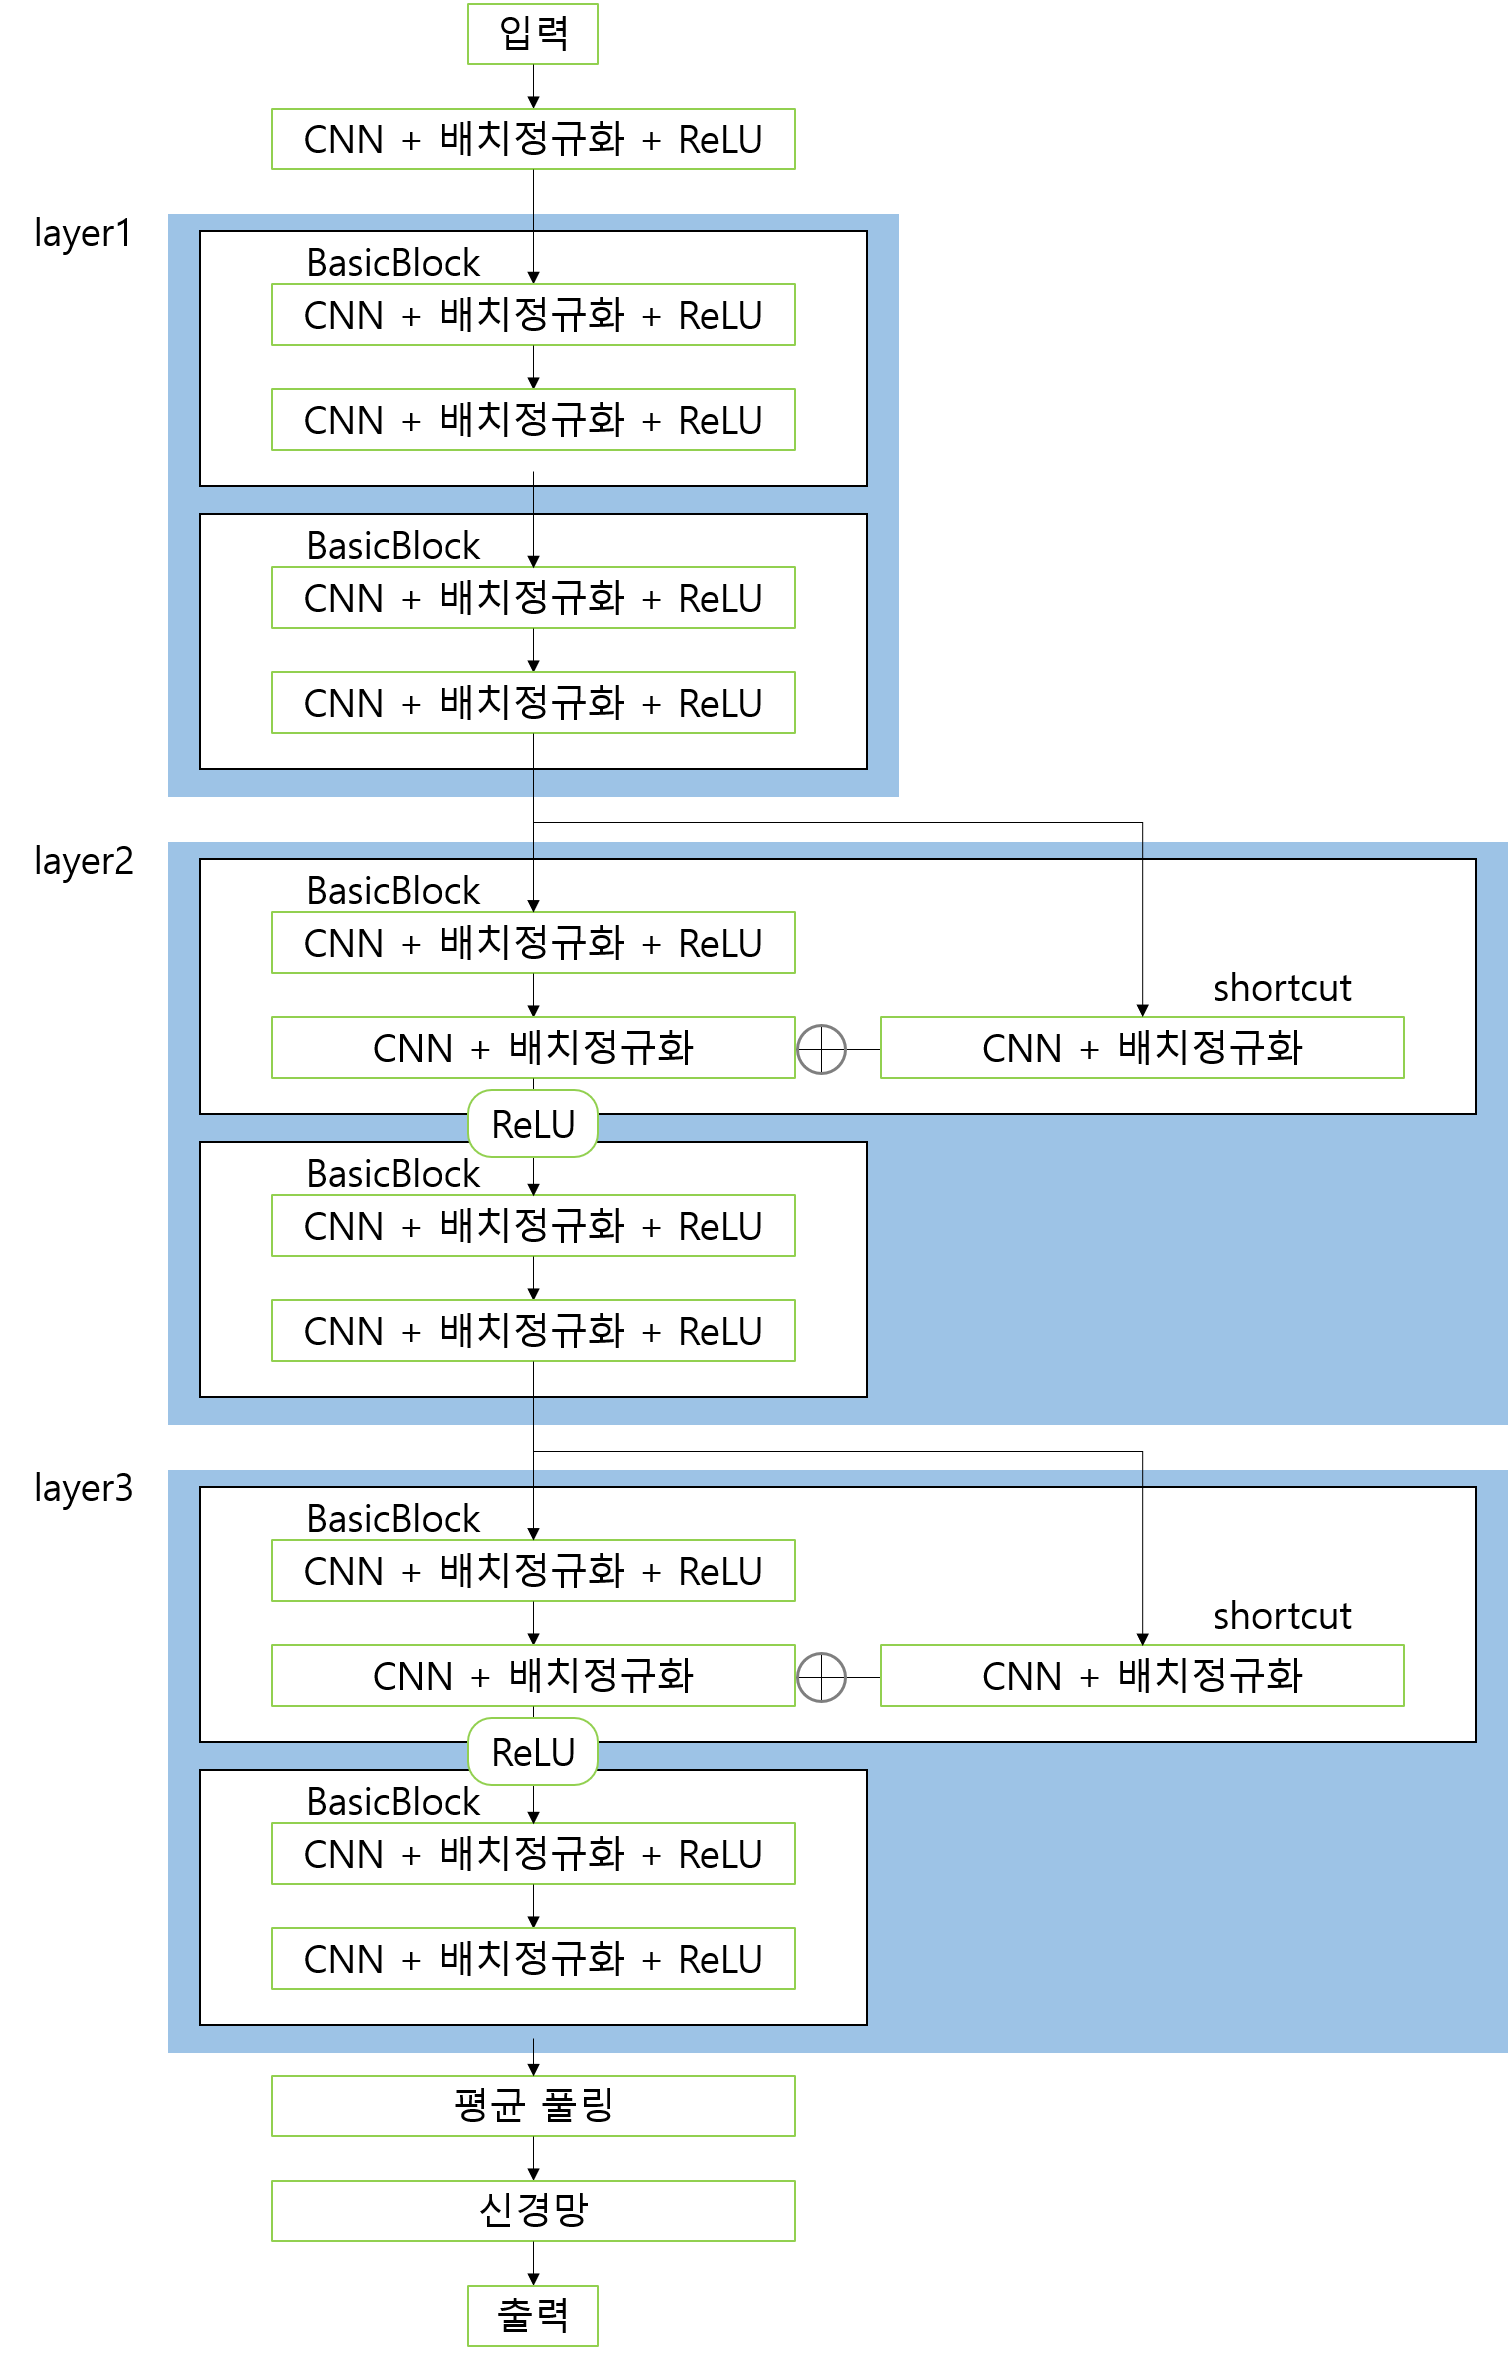 입력
CNN + 배치정규화 + ReLU
layer1
BasicBlock
CNN + 배치정규화 + ReLU
CNN + 배치정규화 + ReLU
BasicBlock
CNN + 배치정규화 + ReLU
CNN + 배치정규화 + ReLU
layer2
BasicBlock
CNN + 배치정규화 + ReLU
shortcut
CNN + 배치정규화
CNN + 배치정규화
ReLU
BasicBlock
CNN + 배치정규화 + ReLU
CNN + 배치정규화 + ReLU
layer3
BasicBlock
CNN + 배치정규화 + ReLU
shortcut
CNN + 배치정규화
CNN + 배치정규화
ReLU
BasicBlock
CNN + 배치정규화 + ReLU
CNN + 배치정규화 + ReLU
평균 풀링
신경망
출력